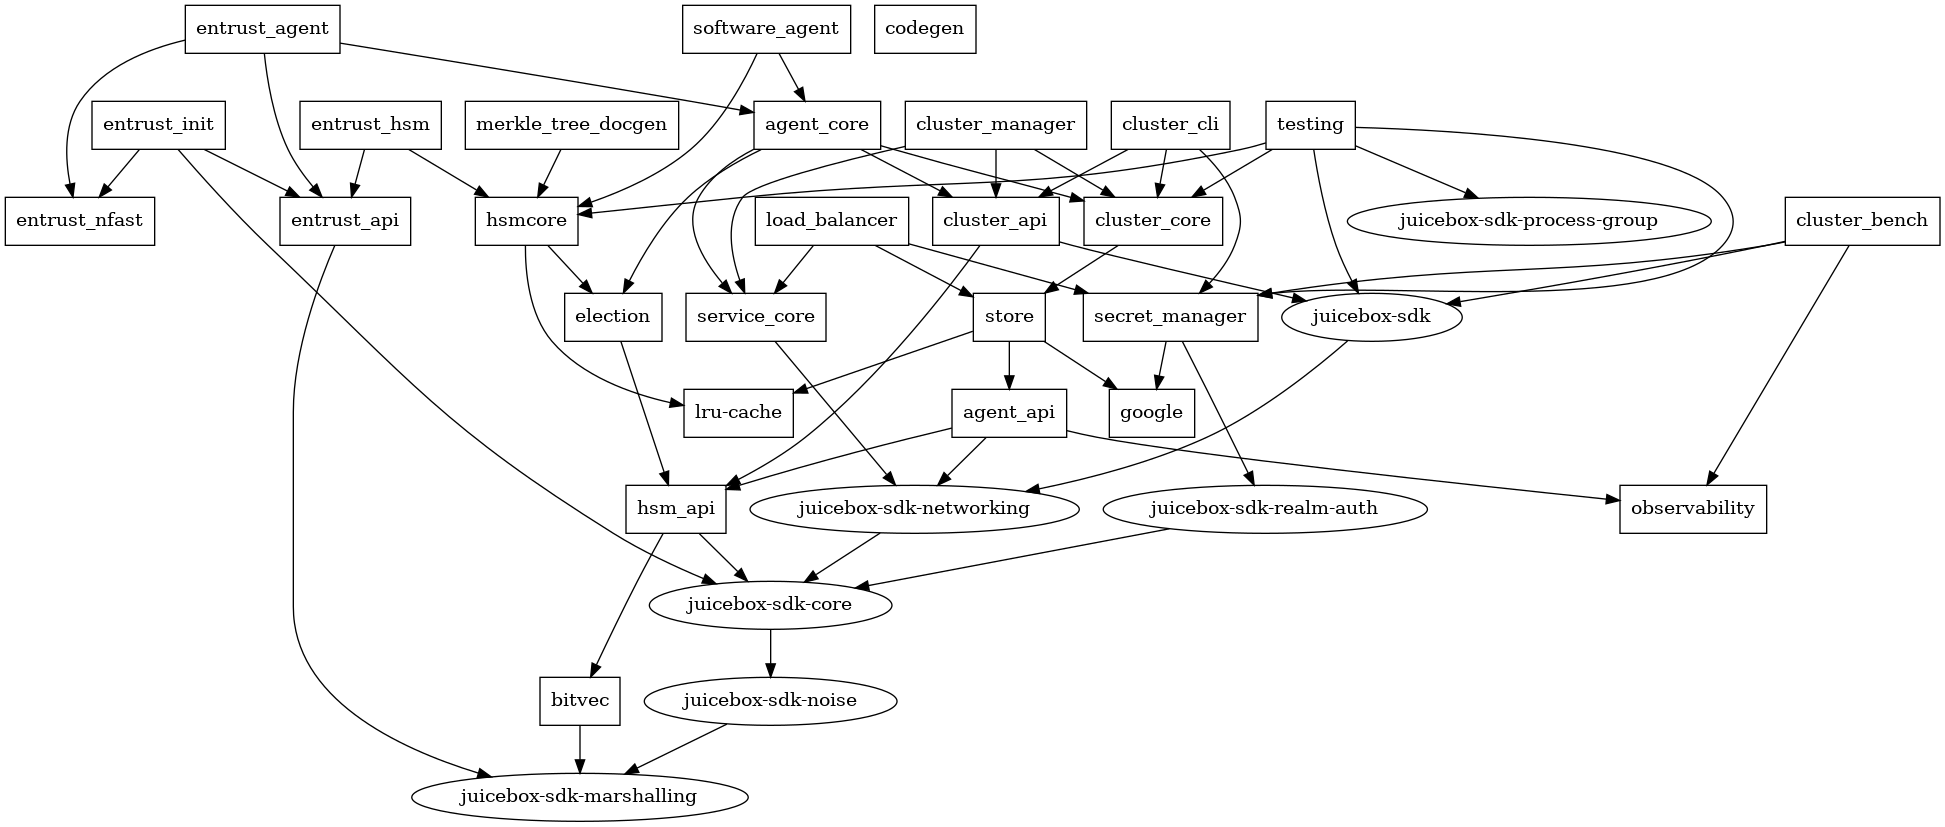 entrust_agent
software_agent
codegen
entrust_init
entrust_hsm
merkle_tree_docgen
agent_core
cluster_manager
cluster_cli
testing
entrust_nfast
entrust_api
hsmcore
load_balancer
cluster_api
cluster_core
juicebox-sdk-process-group
cluster_bench
election
service_core
store
secret_manager
juicebox-sdk
lru-cache
agent_api
google
hsm_api
juicebox-sdk-networking
juicebox-sdk-realm-auth
observability
juicebox-sdk-core
bitvec
juicebox-sdk-noise
juicebox-sdk-marshalling